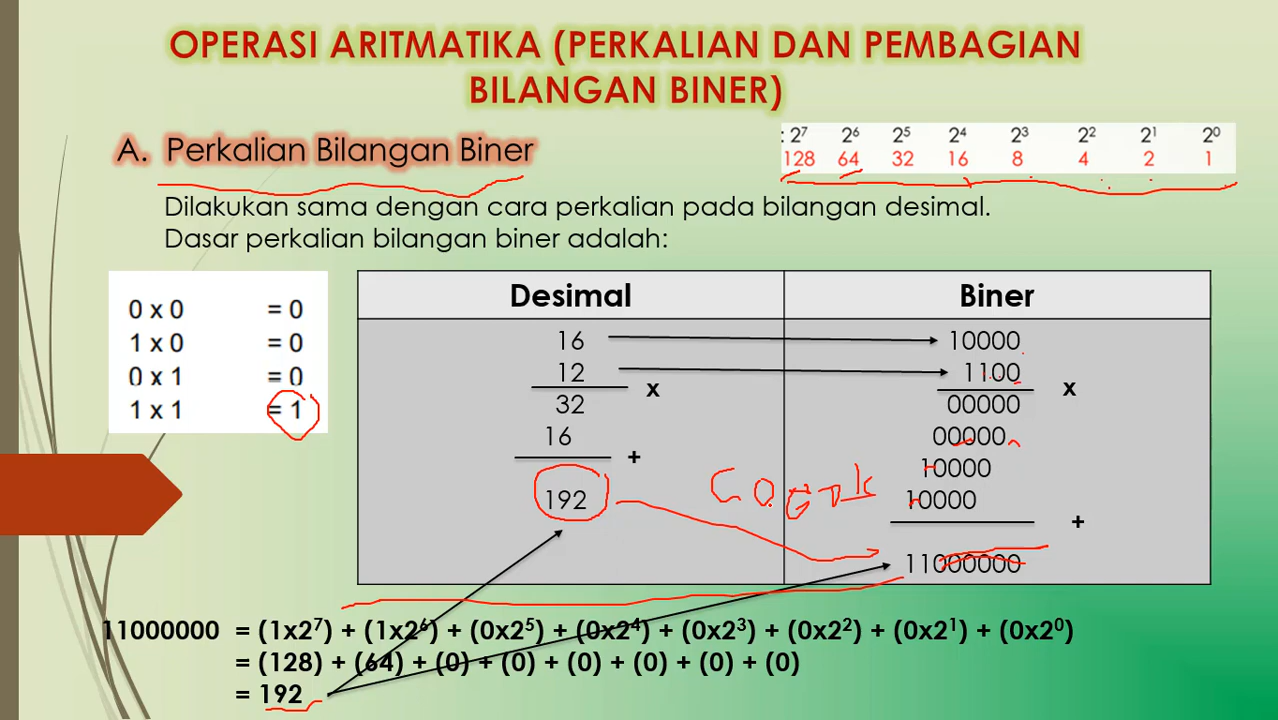 OPERASI ARITMATIKA (PERKALIAN DAN PEMBAGIAN
BILANGAN BINER)
A. Perkalian Bilangan Biner
: 2⁷ 2⁶ 2⁵ 2⁴ 2³ 2² 2¹ 2⁰
128 64 32 16 8 4 2 1
Dilakukan sama dengan cara perkalian pada bilangan desimal.
Dasar perkalian bilangan biner adalah:
0 x 0 = 0
1 x 0 = 0
0 x 1 = 0
1 x 1 = 1
Desimal Biner
16 10000
12 x 1100 x
32 00000
16 00000
+ 10000
192 10000
+
11000000
11000000 = (1x2⁷) + (1x2⁶) + (0x2⁵) + (0x2⁴) + (0x2³) + (0x2²) + (0x2¹) + (0x2⁰)
= (128) + (64) + (0) + (0) + (0) + (0) + (0) + (0)
= 192